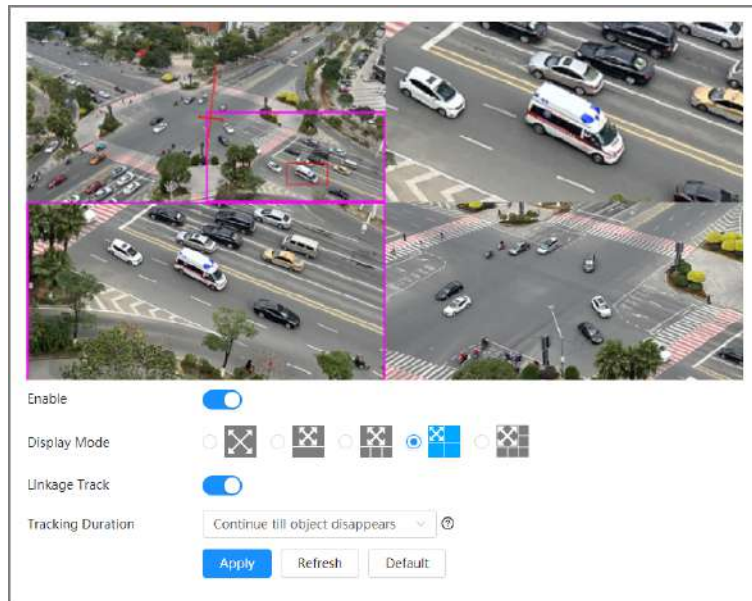 Enable
Display Mode
Linkage Track
Tracking Duration Continue till object disappears
Apply Refresh Default